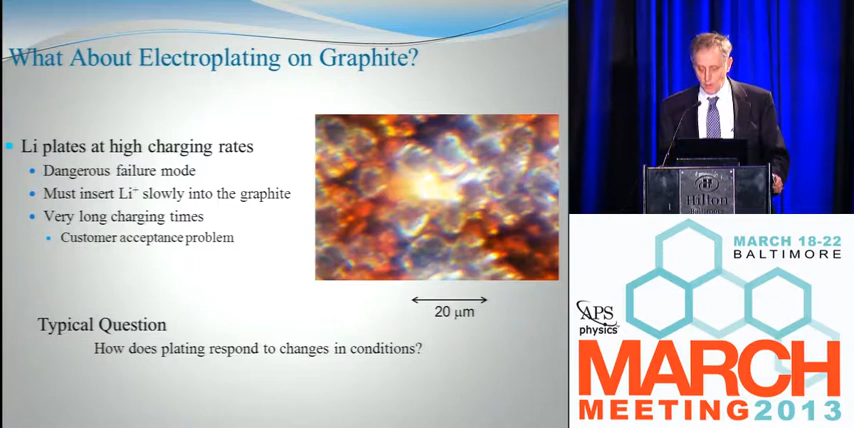 What About Electroplating on Graphite?
Li plates at high charging rates
Dangerous failure mode
Must insert Li⁺ slowly into the graphite
Very long charging times
Customer acceptance problem
20 μm
Typical Question
How does plating respond to changes in conditions?
Hilton
Baltimore
MARCH 18-22
BALTIMORE
APS
physics
MARCH
MEETING2013